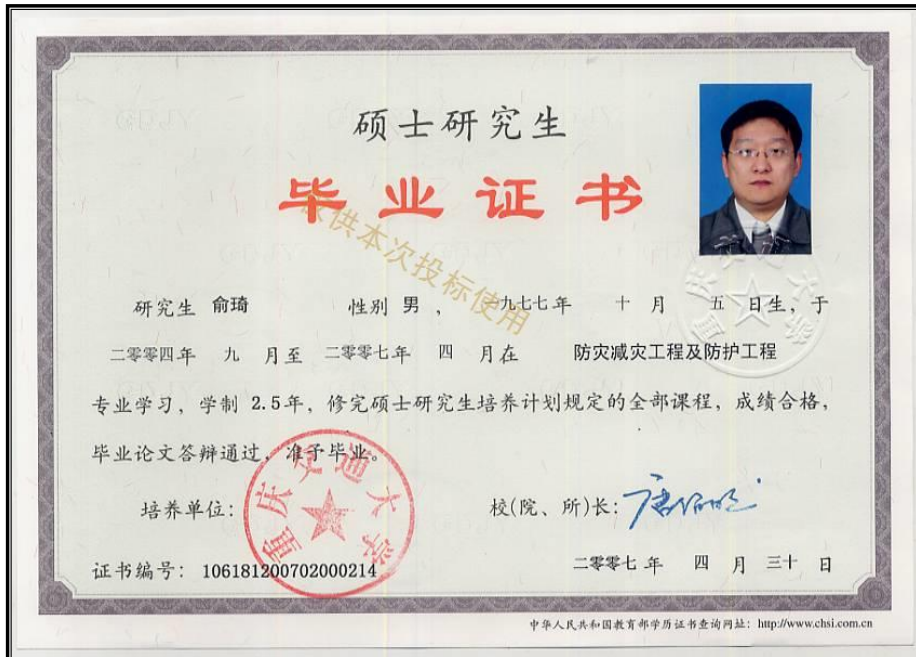 硕士研究生
毕业证书
仅供本次投标使用
研究生 俞琦 性别 男 , 一九七七年 十 月 五 日生, 于
二零零四年 九 月至 二零零七年 四 月在 防灾减灾工程及防护工程
专业学习, 学制 2.5年, 修完硕士研究生培养计划规定的全部课程, 成绩合格,
毕业论文答辩通过, 准予毕业。
培养单位: 校(院、所)长:
重庆交通大学
证书编号: 106181200702000214 二零零七年 四 月 三十 日
中华人民共和国教育部学历证书查询网址: http://www.chsi.com.cn